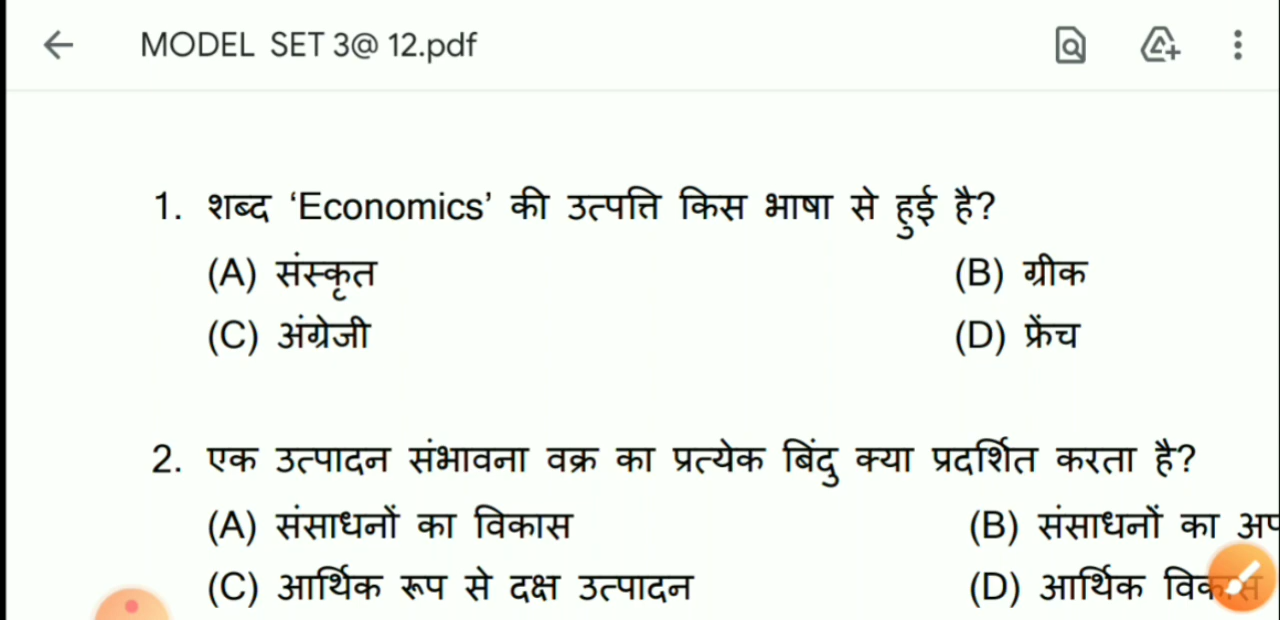 MODEL SET 3@ 12.pdf
1. शब्द ‘Economics’ की उत्पत्ति किस भाषा से हुई है?
(A) संस्कृत (B) ग्रीक
(C) अंग्रेजी (D) फ्रेंच
2. एक उत्पादन संभावना वक्र का प्रत्येक बिंदु क्या प्रदर्शित करता है?
(A) संसाधनों का विकास (B) संसाधनों का
(C) आर्थिक रूप से दक्ष उत्पादन (D) आर्थिक